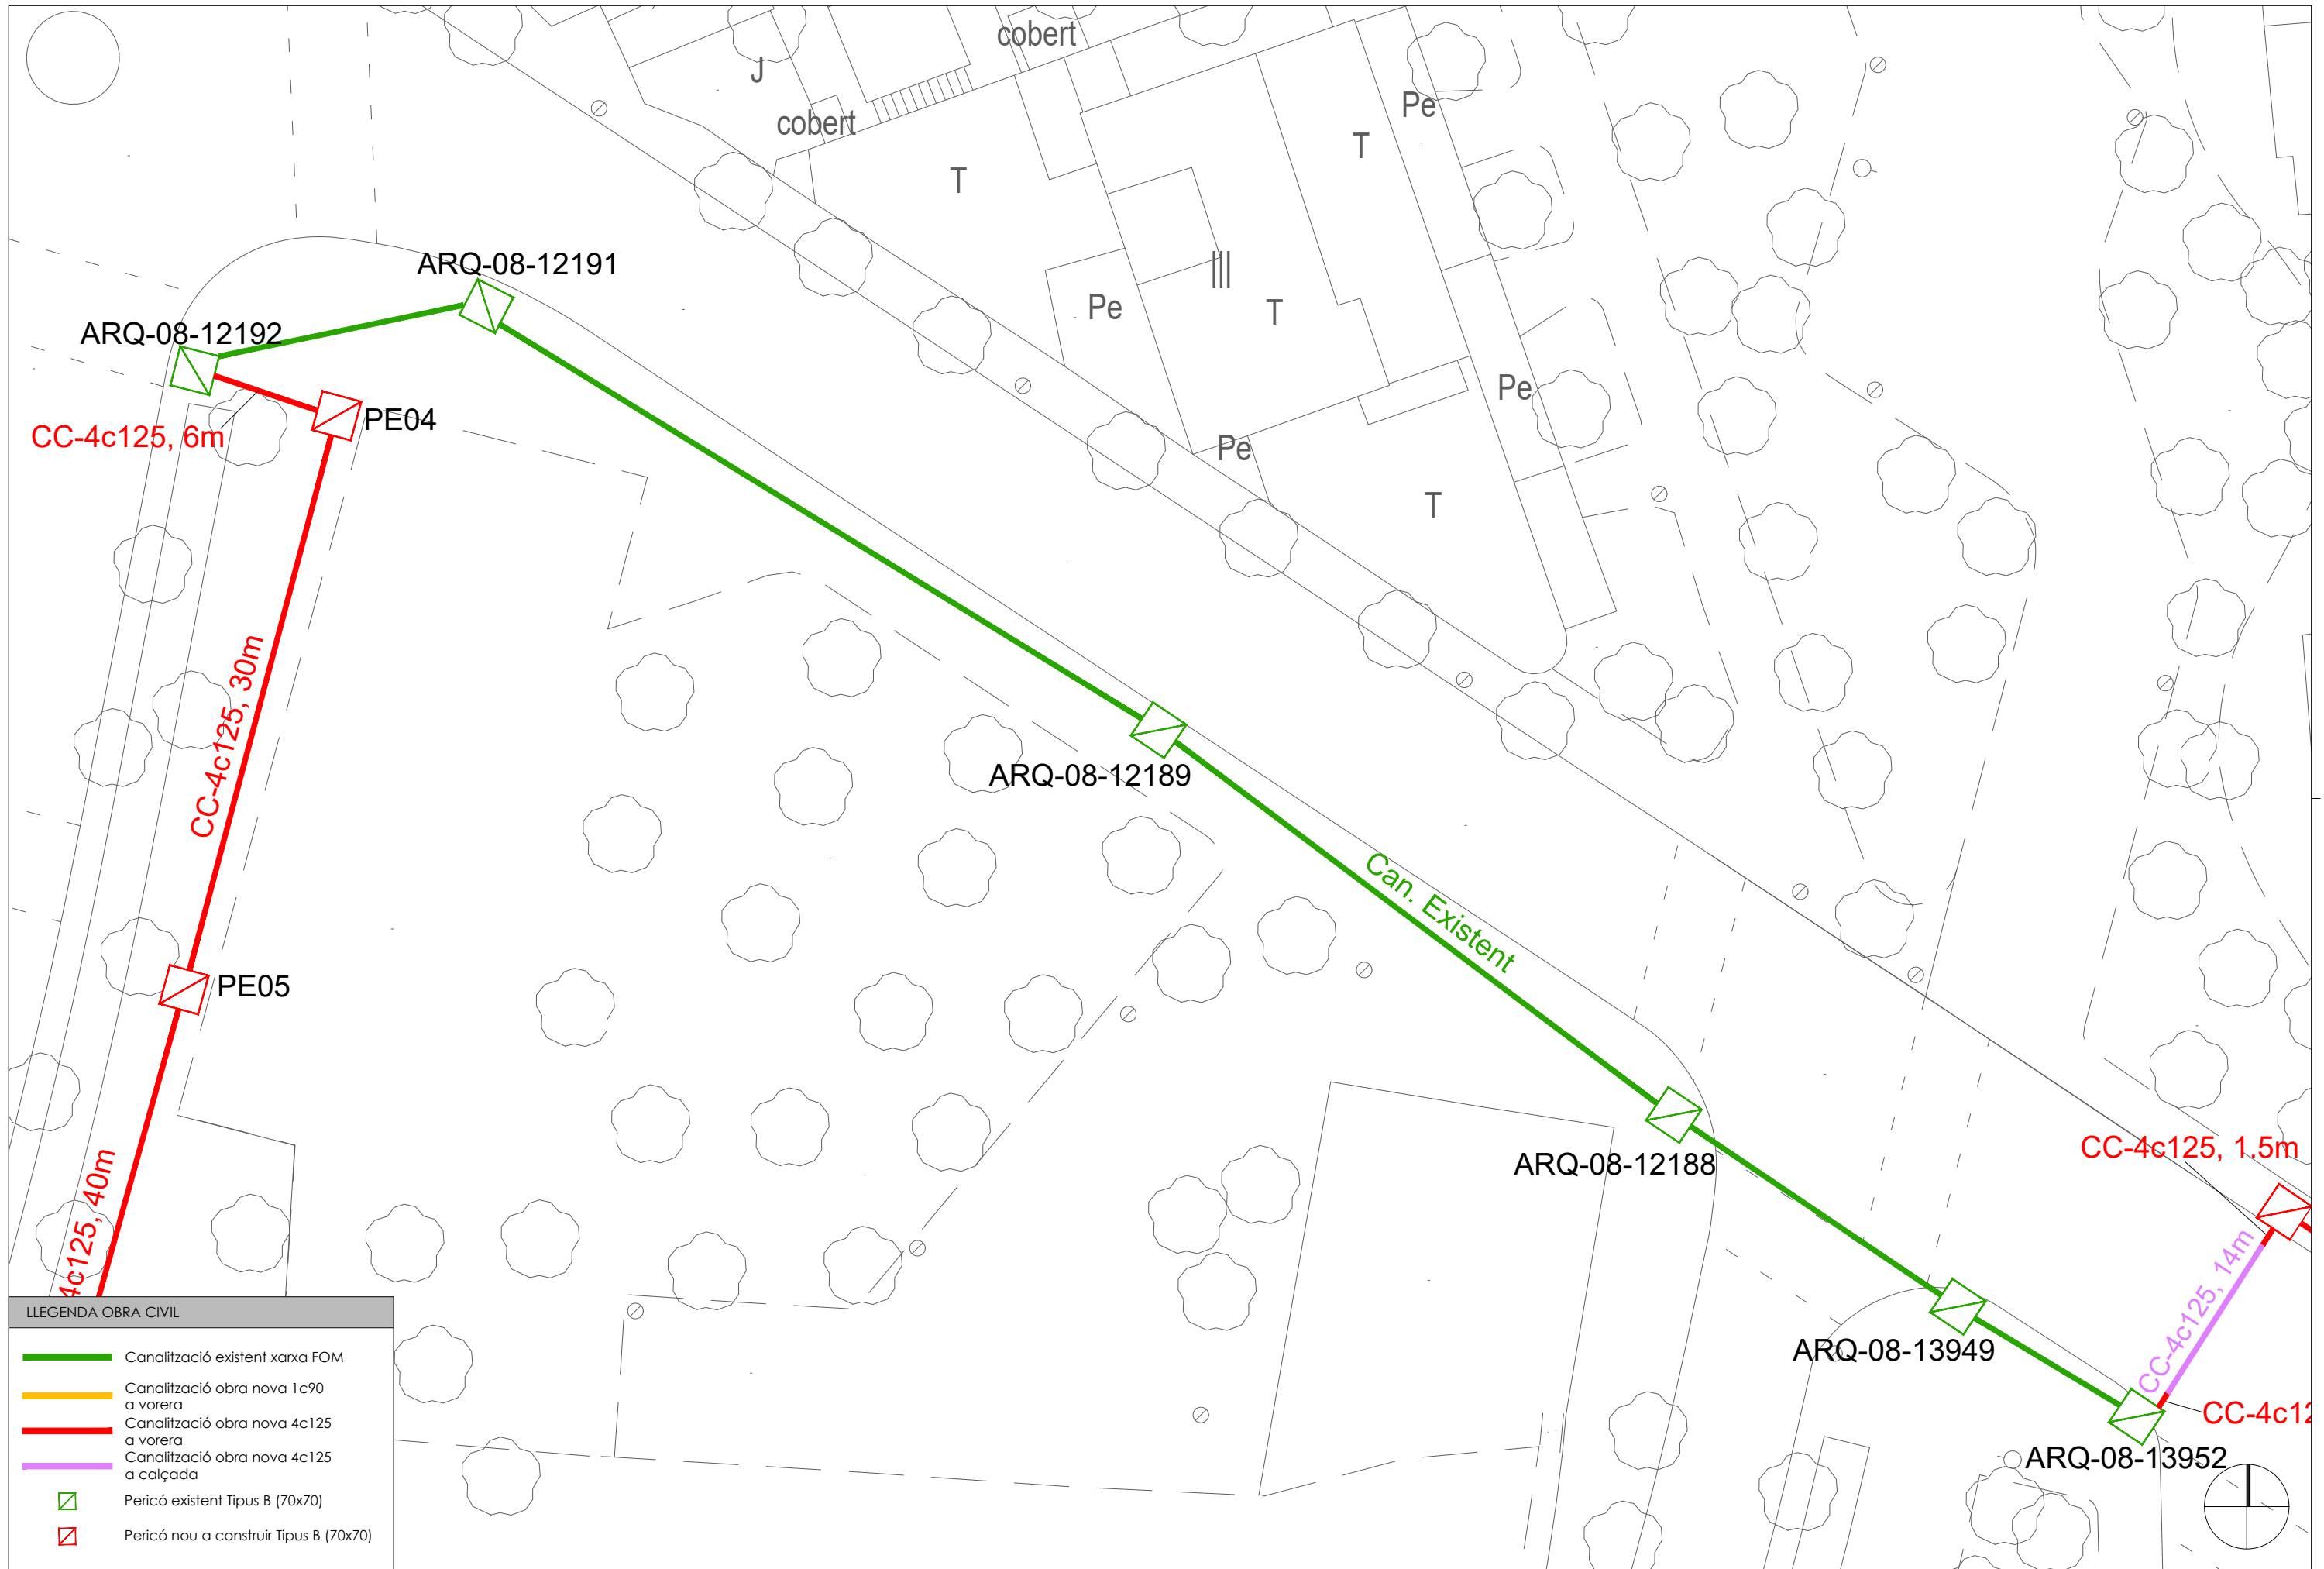 cobert
J
cobert
Pe
T
T
III
Pe
T
Pe
Pe
T
ARQ-08-12191
ARQ-08-12192
PE04
CC-4c125, 6m
CC-4c125, 30m
ARQ-08-12189
Can. Existent
PE05
ARQ-08-12188
CC-4c125, 1.5m
4c125, 40m
CC-4c125, 14m
ARQ-08-13949
CC-4c12
ARQ-08-13952
LLEGENDA OBRA CIVIL
Canalització existent xarxa FOM
Canalització obra nova 1c90
a vorera
Canalització obra nova 4c125
a vorera
Canalització obra nova 4c125
a calçada
Pericó existent Tipus B (70x70)
Pericó nou a construir Tipus B (70x70)